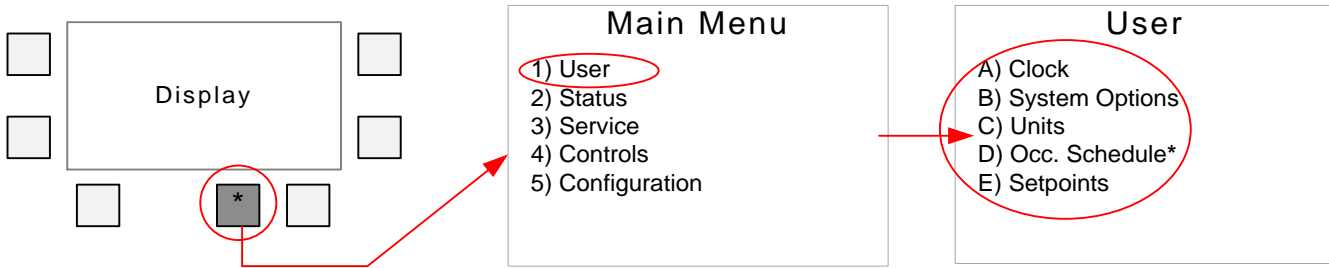 Display
*
Main Menu
1) User
2) Status
3) Service
4) Controls
5) Configuration
User
A) Clock
B) System Options
C) Units
D) Occ. Schedule*
E) Setpoints